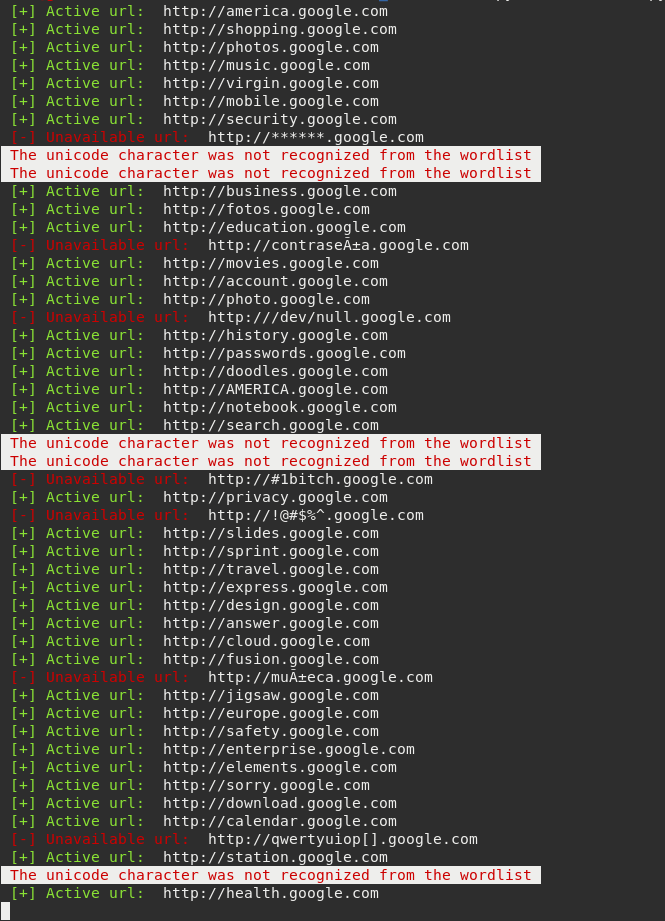 [+] Active url:  http://america.google.com
[+] Active url:  http://shopping.google.com
[+] Active url:  http://photos.google.com
[+] Active url:  http://music.google.com
[+] Active url:  http://virgin.google.com
[+] Active url:  http://mobile.google.com
[+] Active url:  http://security.google.com
[-] Unavailable url:  http://******.google.com
The unicode character was not recognized from the wordlist
The unicode character was not recognized from the wordlist
[+] Active url:  http://business.google.com
[+] Active url:  http://fotos.google.com
[+] Active url:  http://education.google.com
[-] Unavailable url:  http://contraseÃ±a.google.com
[+] Active url:  http://movies.google.com
[+] Active url:  http://account.google.com
[+] Active url:  http://photo.google.com
[-] Unavailable url:  http:///dev/null.google.com
[+] Active url:  http://history.google.com
[+] Active url:  http://passwords.google.com
[+] Active url:  http://doodles.google.com
[+] Active url:  http://AMERICA.google.com
[+] Active url:  http://notebook.google.com
[+] Active url:  http://search.google.com
The unicode character was not recognized from the wordlist
The unicode character was not recognized from the wordlist
[-] Unavailable url:  http://#1bitch.google.com
[+] Active url:  http://privacy.google.com
[-] Unavailable url:  http://!@#$%^.google.com
[+] Active url:  http://slides.google.com
[+] Active url:  http://sprint.google.com
[+] Active url:  http://travel.google.com
[+] Active url:  http://express.google.com
[+] Active url:  http://design.google.com
[+] Active url:  http://answer.google.com
[+] Active url:  http://cloud.google.com
[+] Active url:  http://fusion.google.com
[-] Unavailable url:  http://muÃ±eca.google.com
[+] Active url:  http://jigsaw.google.com
[+] Active url:  http://europe.google.com
[+] Active url:  http://safety.google.com
[+] Active url:  http://enterprise.google.com
[+] Active url:  http://elements.google.com
[+] Active url:  http://sorry.google.com
[+] Active url:  http://download.google.com
[+] Active url:  http://calendar.google.com
[-] Unavailable url:  http://qwertyuiop[].google.com
[+] Active url:  http://station.google.com
The unicode character was not recognized from the wordlist
[+] Active url:  http://health.google.com